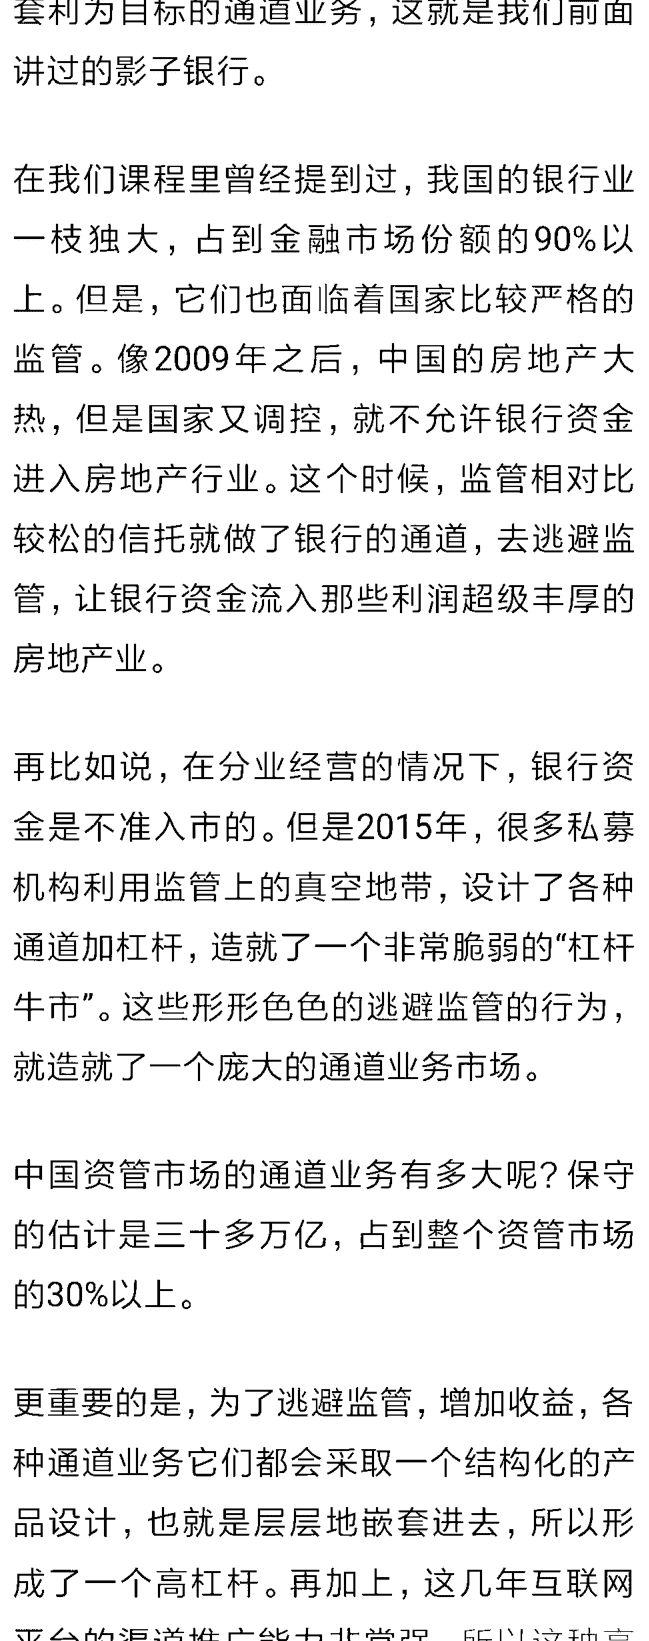 套利为目标的通道业务，这就是我们前面
讲过的影子银行。
在我们课程里曾经提到过，我国的银行业
一枝独大，占到金融市场份额的90%以
上。但是，它们也面临着国家比较严格的
监管。像2009年之后，中国的房地产大
热，但是国家又调控，就不允许银行资金
进入房地产行业。这个时候，监管相对比
较松的信托就做了银行的通道，去逃避监
管，让银行资金流入那些利润超级丰厚的
房地产业。
再比如说，在分业经营的情况下，银行资
金是不准入市的。但是2015年，很多私募
机构利用监管上的真空地带，设计了各种
通道加杠杆，造就了一个非常脆弱的“杠杆
牛市”。这些形形色色的逃避监管的行为，
就造就了一个庞大的通道业务市场。
中国资管市场的通道业务有多大呢？保守
的估计是三十多万亿，占到整个资管市场
的30%以上。
更重要的是，为了逃避监管，增加收益，各
种通道业务它们都会采取一个结构化的产
品设计，也就是层层地嵌套进去，所以形
成了一个高杠杆。再加上，这几年互联网
平台的渠道推广能力非常强，所以这种高